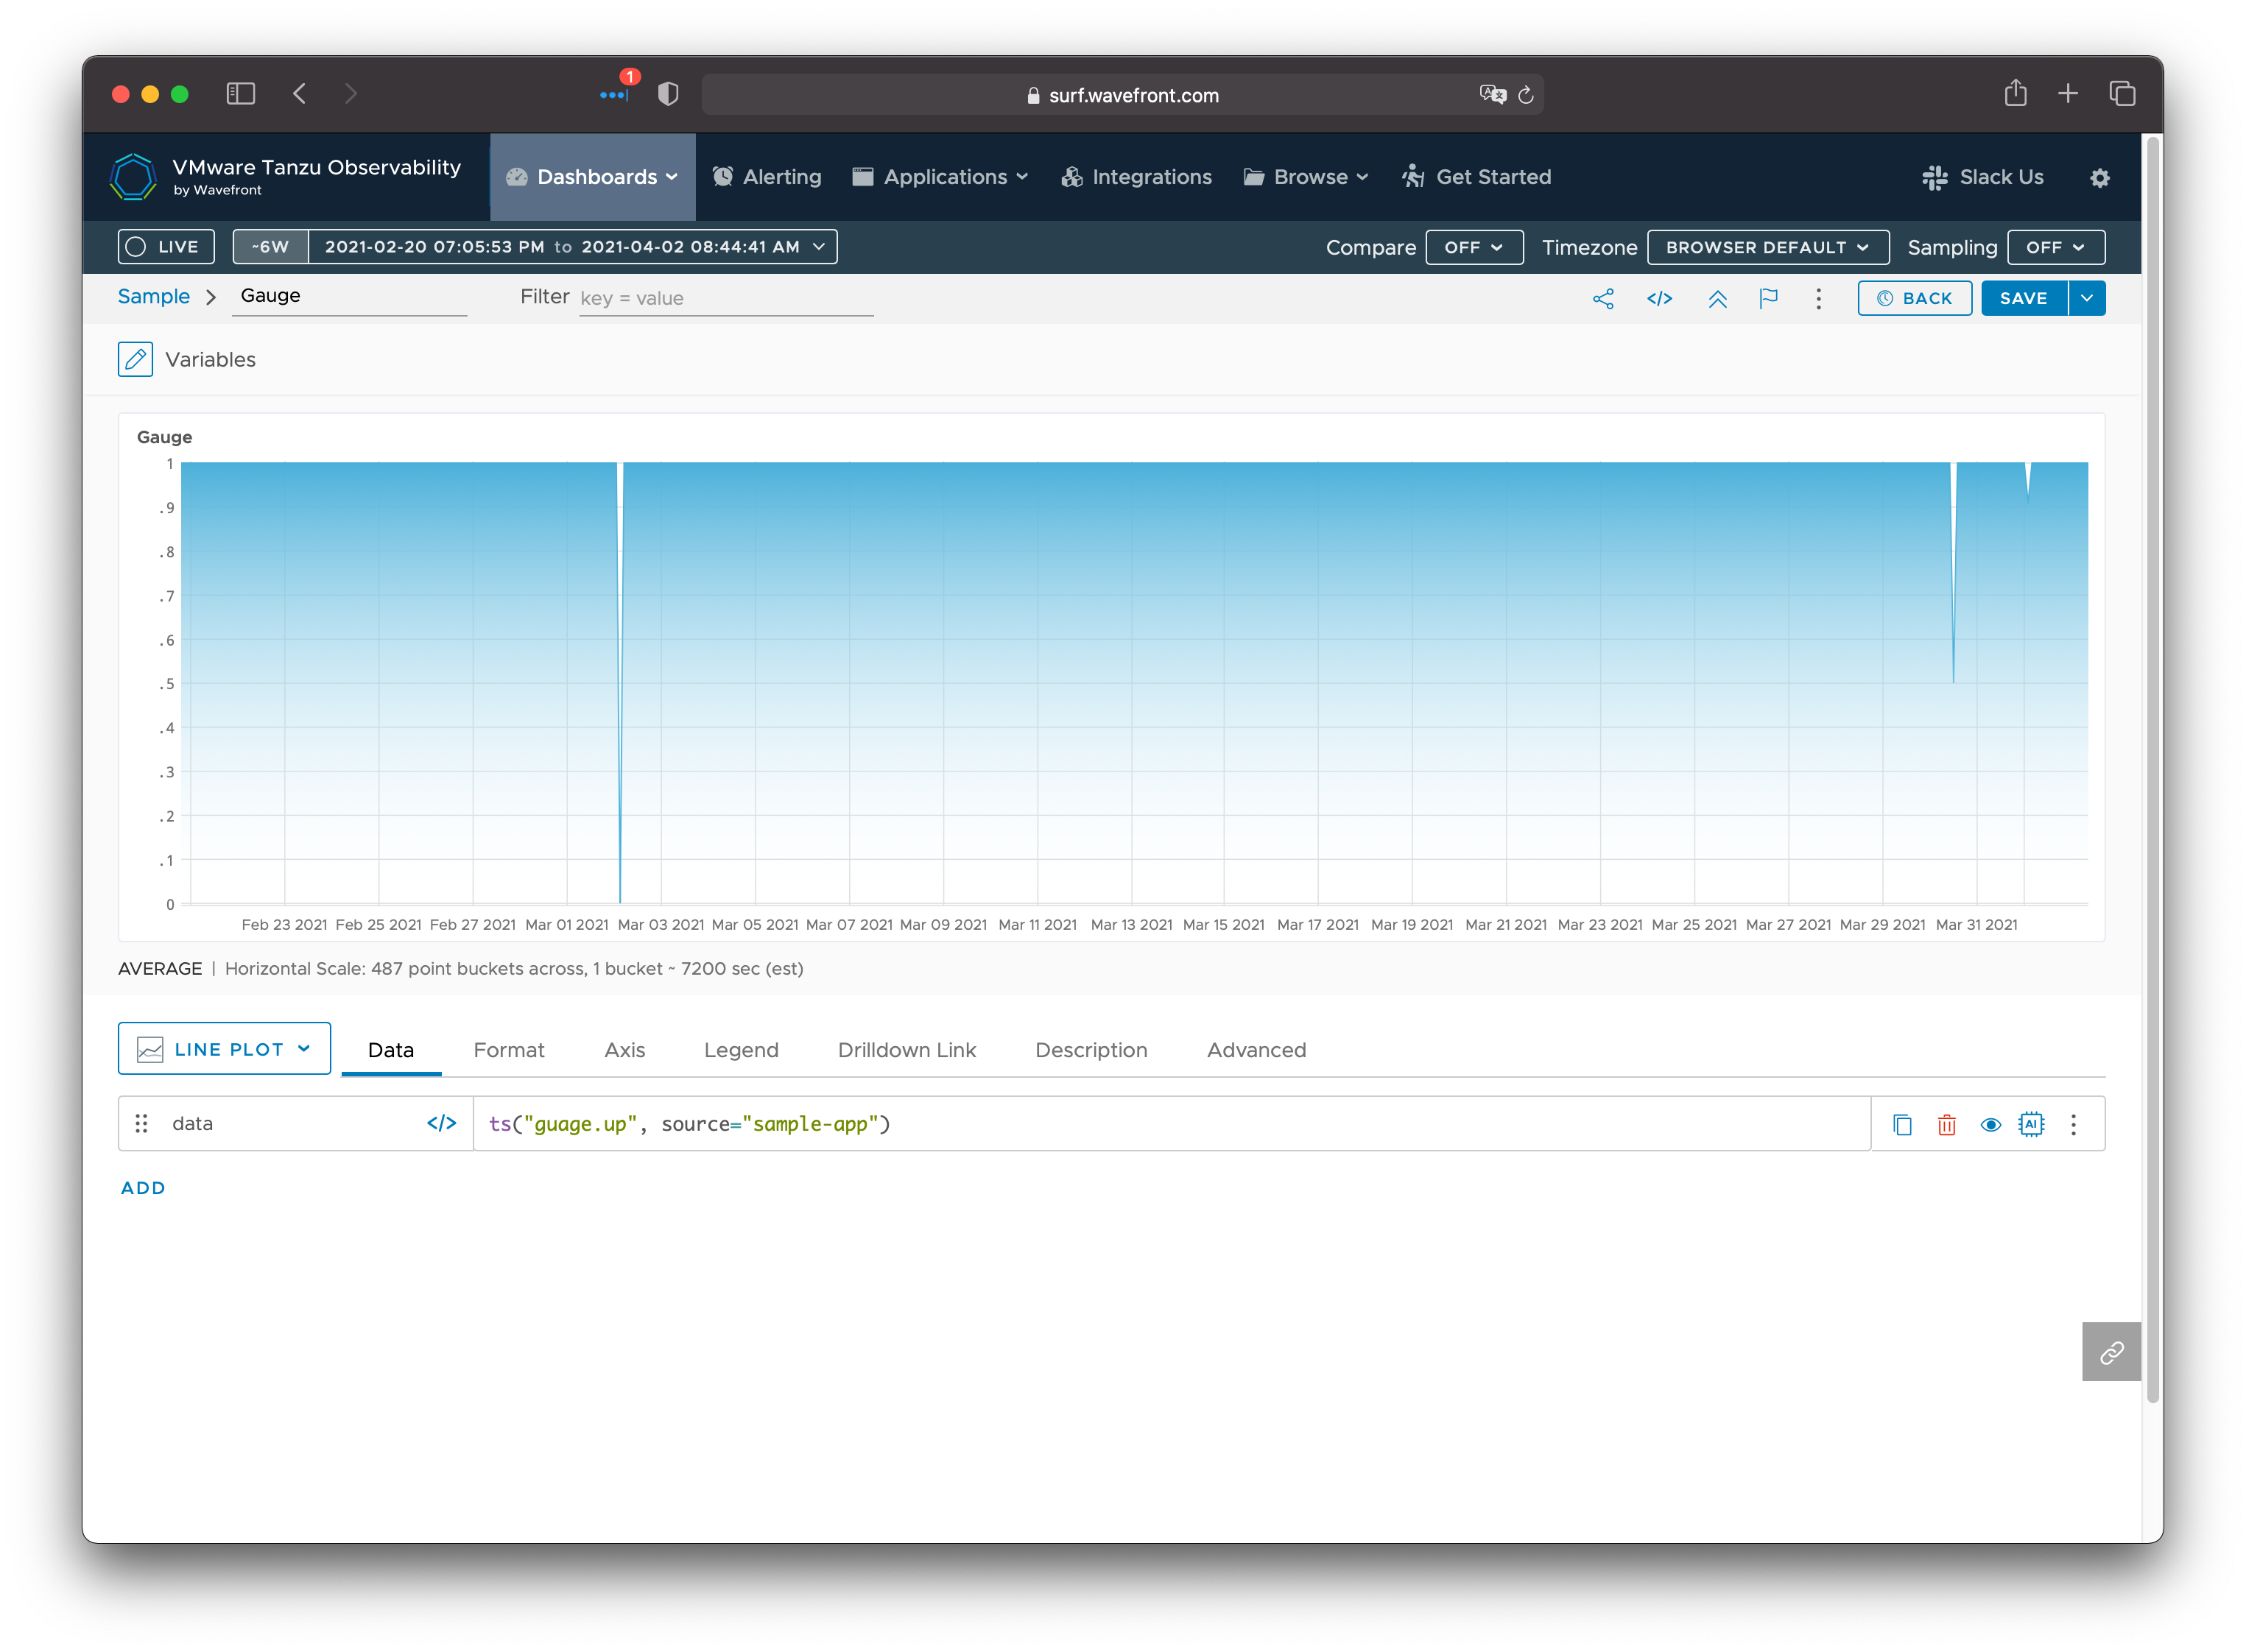 1
surf.wavefront.com
VMware Tanzu Observability
by Wavefront
Dashboards
Alerting
Applications
Integrations
Browse
Get Started
Slack Us
LIVE
~6W
2021-02-20 07:05:53 PM to 2021-04-02 08:44:41 AM
Compare
OFF
Timezone
BROWSER DEFAULT
Sampling
OFF
Sample
Gauge
Filter
key = value
</>
BACK
SAVE
Variables
Gauge
1
.9
.8
.7
.6
.5
.4
.3
.2
.1
0
Feb 23 2021 Feb 25 2021 Feb 27 2021 Mar 01 2021 Mar 03 2021 Mar 05 2021 Mar 07 2021 Mar 09 2021 Mar 11 2021 Mar 13 2021 Mar 15 2021 Mar 17 2021 Mar 19 2021 Mar 21 2021 Mar 23 2021 Mar 25 2021 Mar 27 2021 Mar 29 2021 Mar 31 2021
AVERAGE | Horizontal Scale: 487 point buckets across, 1 bucket ~ 7200 sec (est)
LINE PLOT
Data
Format
Axis
Legend
Drilldown Link
Description
Advanced
data
</>
ts("guage.up", source="sample-app")
AI
ADD